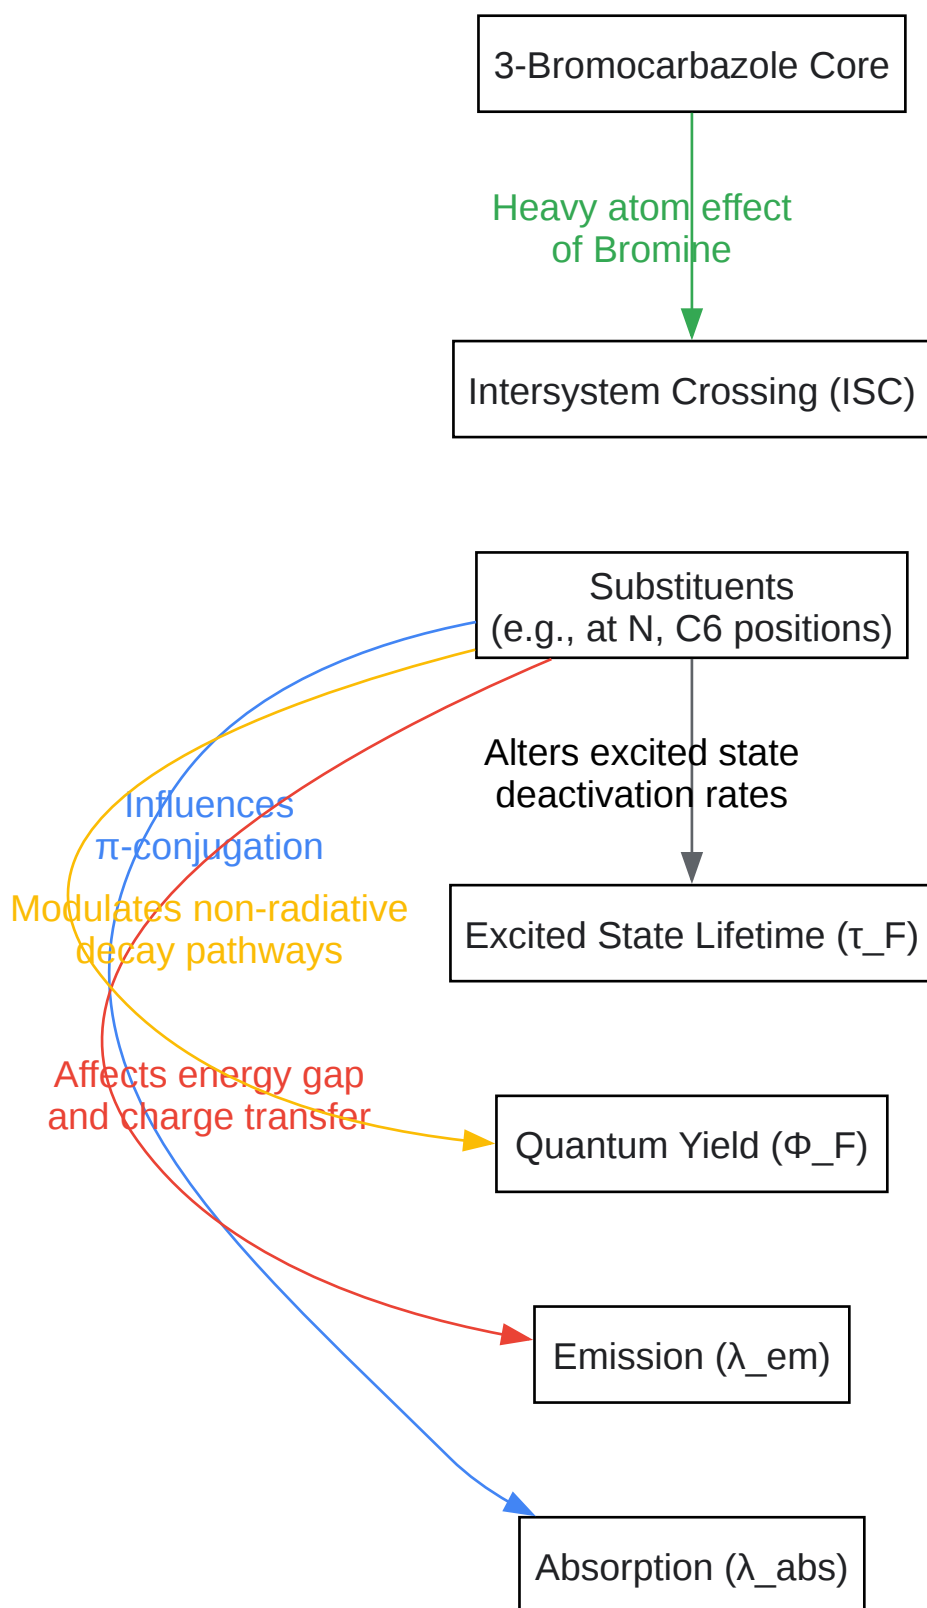 3-Bromocarbazole Core
Heavy atom effect
of Bromine
Intersystem Crossing (ISC)
Substituents
(e.g., at N, C6 positions)
Alters excited state
deactivation rates
Influences
π-conjugation
Modulates non-radiative
decay pathways
Excited State Lifetime (τ_F)
Affects energy gap
and charge transfer
Quantum Yield (Φ_F)
Emission (λ_em)
Absorption (λ_abs)